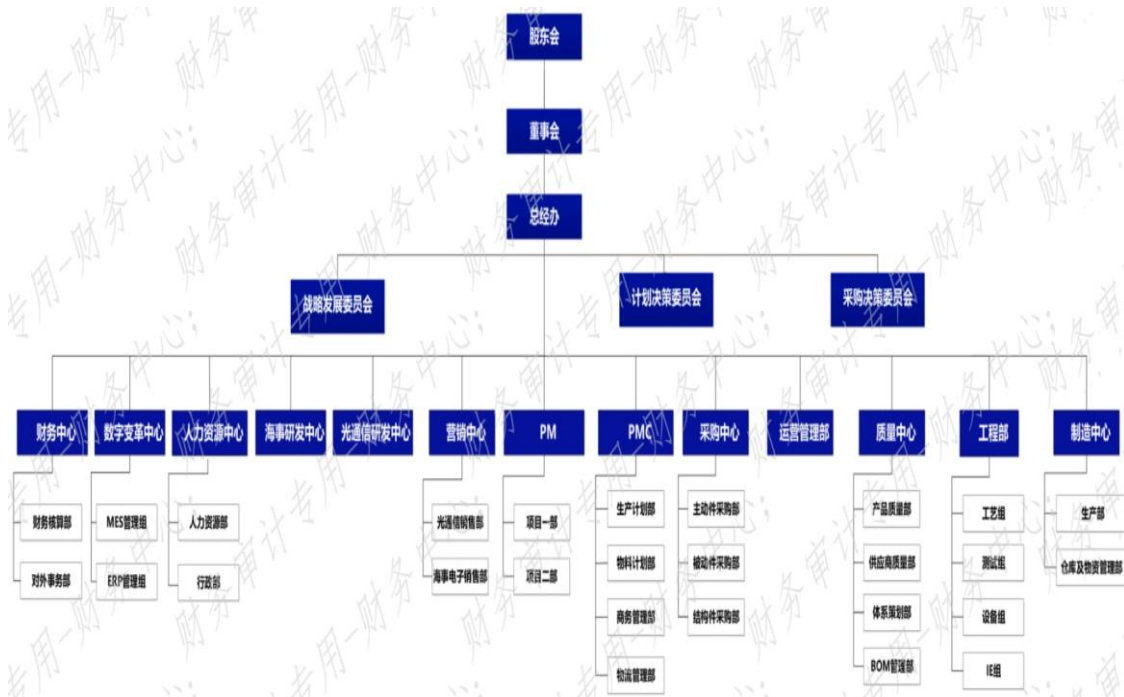 股东会
董事会
总经办
战略发展委员会
计划决策委员会
采购决策委员会
财务中心
数字变革中心
人力资源中心
海事研发中心
光通信研发中心
营销中心
PM
PMC
采购中心
运营管理部
质量中心
工程部
制造中心
财务核算部
对外事务部
MES管理组
ERP管理组
人力资源部
行政部
光通信销售部
海事电子销售部
项目一部
项目二部
生产计划部
物料计划部
商务管理部
物流管理部
主动件采购部
被动件采购部
结构件采购部
产品质量部
供应商质量部
体系策划部
BOM管理部
工艺组
测试组
设备组
IE组
生产部
仓库及物资管理部
财务审计专用-财务中心;